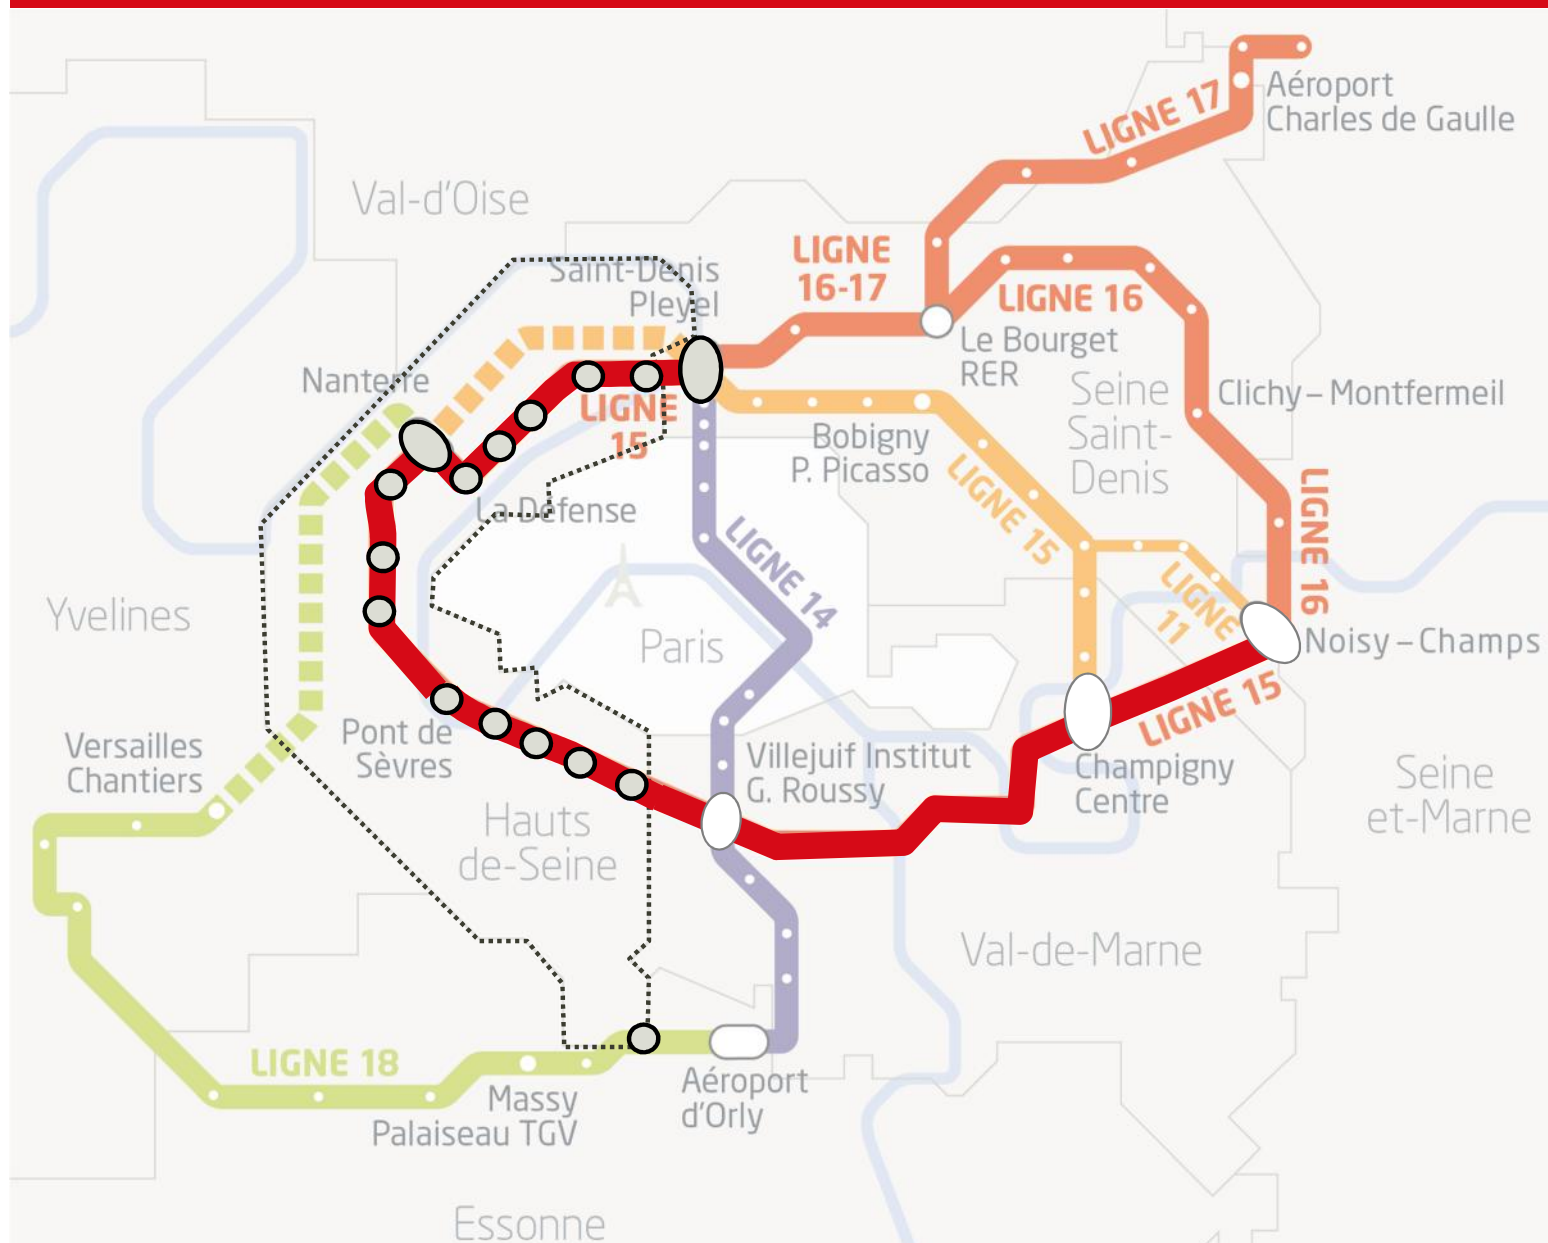 Aéroport
Charles de Gaulle
LIGNE 17
Val-d'Oise
LIGNE
16-17
Saint-Denis
Pleyel
LIGNE 16
Le Bourget
RER
Nanterre
Seine
Saint-
Denis
Clichy – Montfermeil
LIGNE
15
Bobigny
P. Picasso
La Défense
LIGNE 15
LIGNE 16
LIGNE 14
LIGNE
11
Yvelines
Paris
Noisy – Champs
LIGNE 15
Pont de
Sèvres
Versailles
Chantiers
Villejuif Institut
G. Roussy
Champigny
Centre
Seine
et-Marne
Hauts
de-Seine
Val-de-Marne
LIGNE 18
Massy
Palaiseau TGV
Aéroport
d'Orly
Essonne